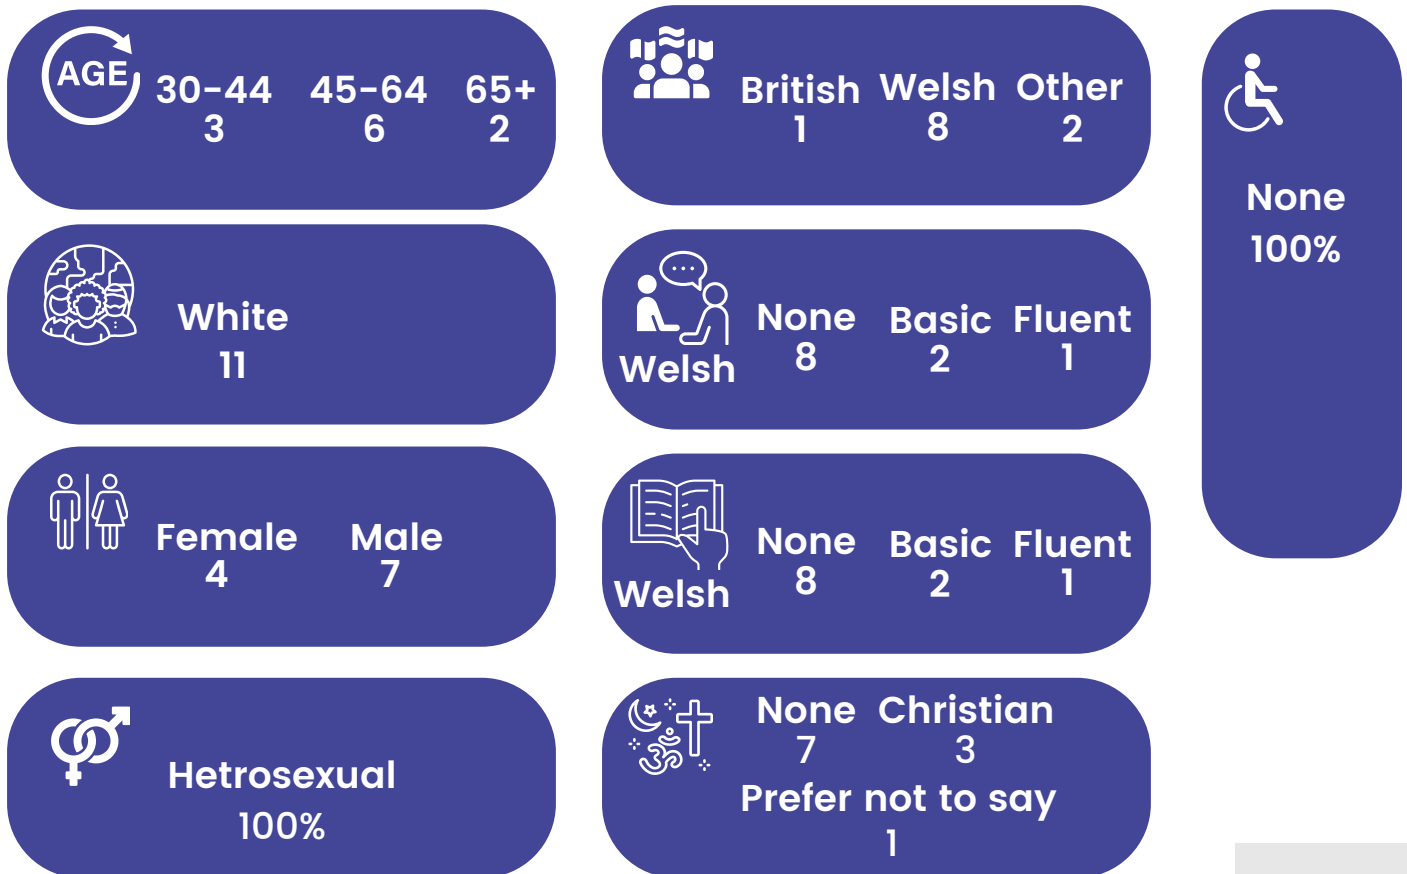 AGE
30-44 45-64 65+
3 6 2
White
11
Female Male
4 7
Hetrosexual
100%
British Welsh Other
1 8 2
None Basic Fluent
8 2 1
Welsh
None Basic Fluent
8 2 1
Welsh
None Christian
7 3
Prefer not to say
1
None
100%